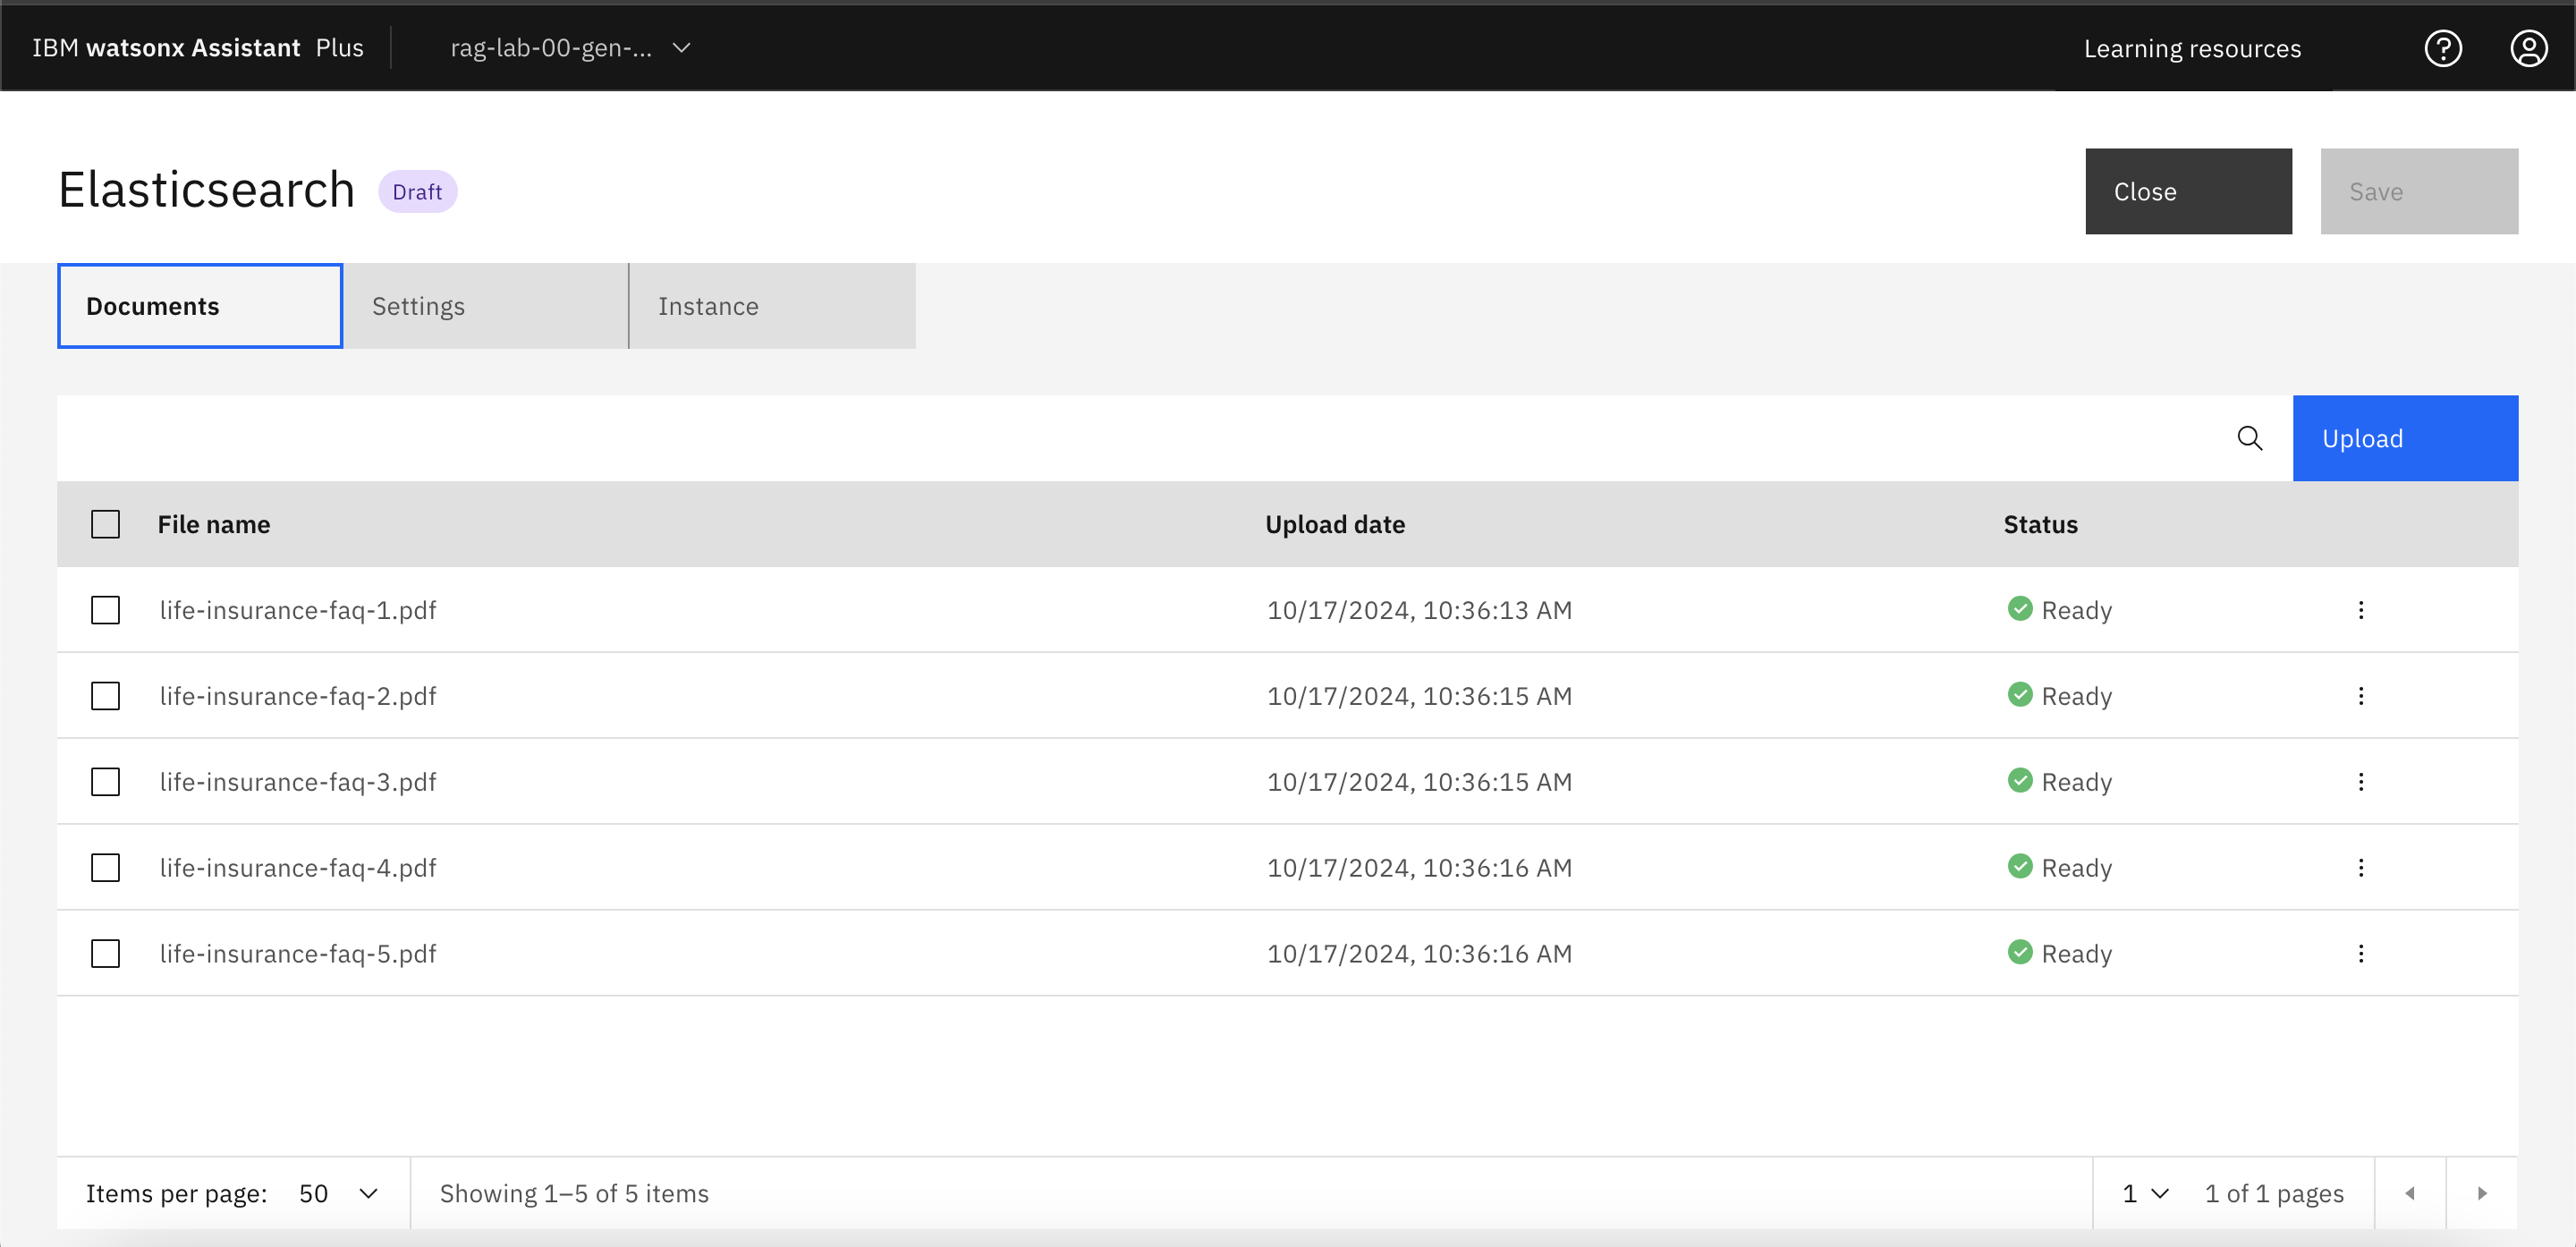 IBM watsonx Assistant Plus rag-lab-00-gen-... Learning resources
Elasticsearch Draft Close Save
Documents Settings Instance
Upload
File name Upload date Status
life-insurance-faq-1.pdf 10/17/2024, 10:36:13 AM Ready
life-insurance-faq-2.pdf 10/17/2024, 10:36:15 AM Ready
life-insurance-faq-3.pdf 10/17/2024, 10:36:15 AM Ready
life-insurance-faq-4.pdf 10/17/2024, 10:36:16 AM Ready
life-insurance-faq-5.pdf 10/17/2024, 10:36:16 AM Ready
Items per page: 50 Showing 1–5 of 5 items 1 1 of 1 pages